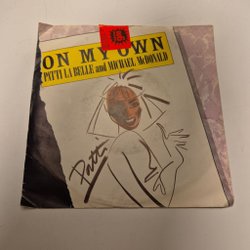 ON MY OWN
PATTI LA BELLE and MICHAEL McDONALD
Patti